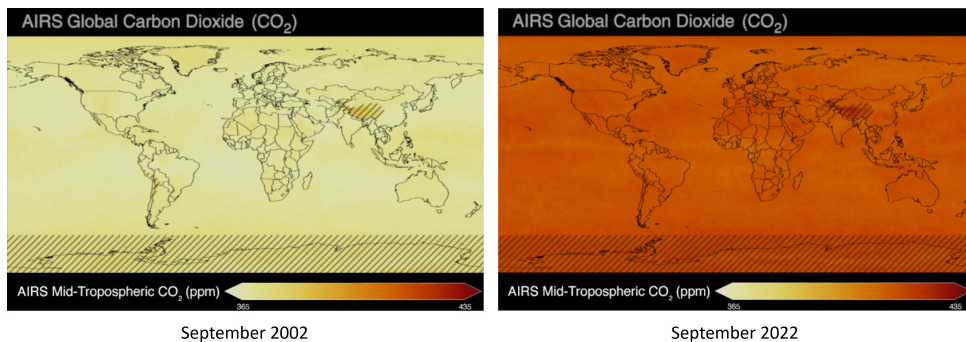 AIRS Global Carbon Dioxide (CO₂)
AIRS Mid-Tropospheric CO₂ (ppm)
365
435
September 2002
AIRS Global Carbon Dioxide (CO₂)
AIRS Mid-Tropospheric CO₂ (ppm)
365
435
September 2022